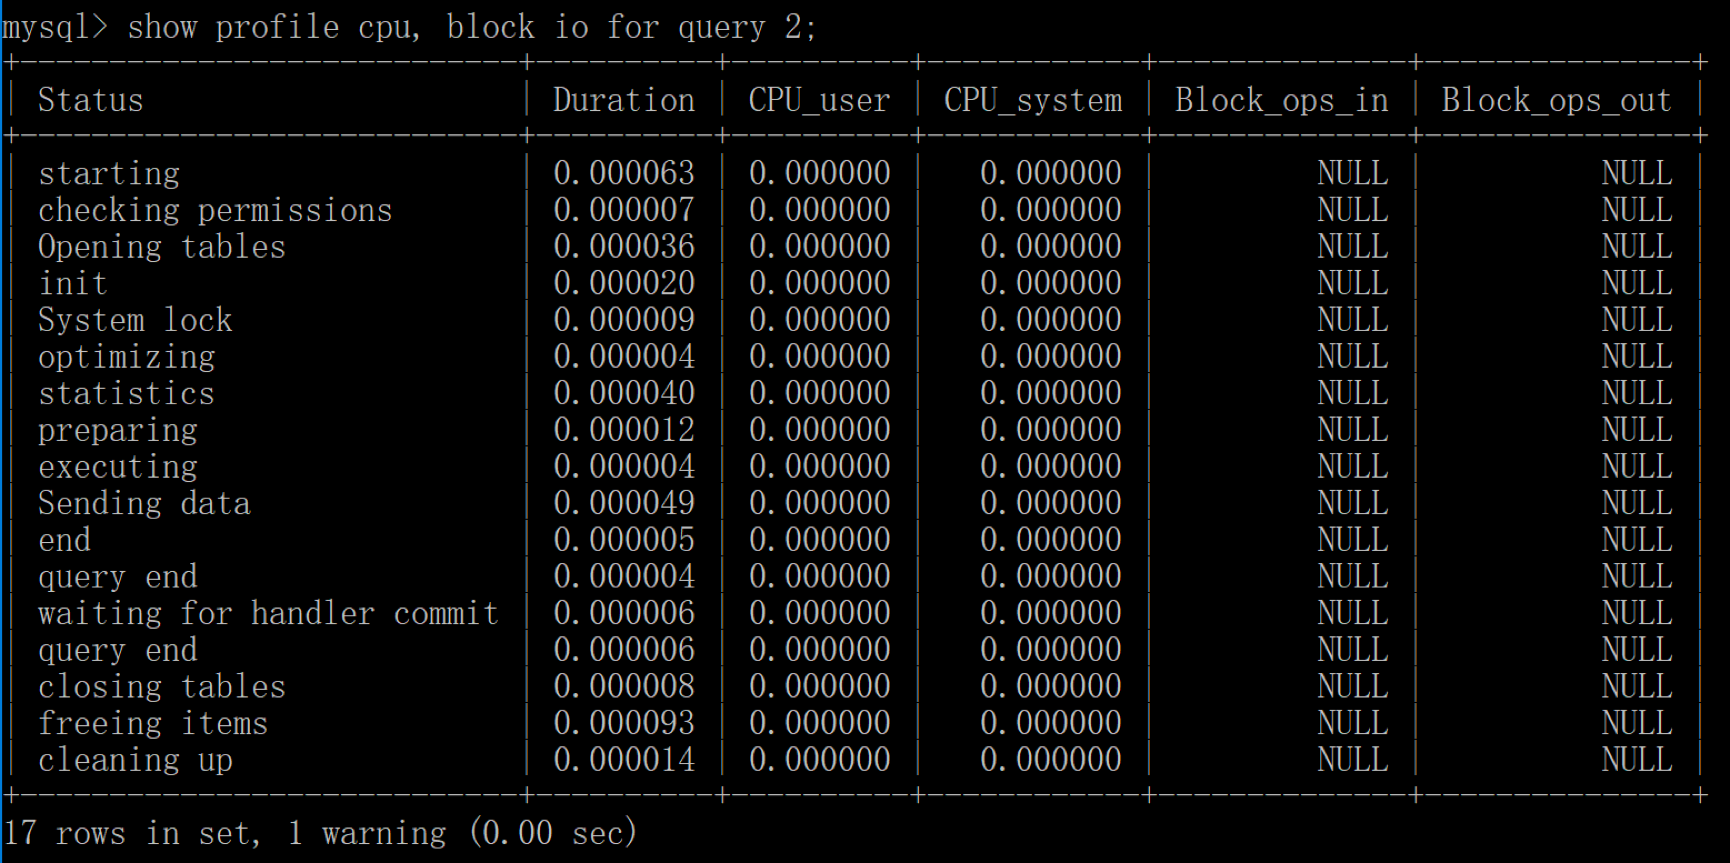 mysql> show profile cpu, block io for query 2;
+----------------------------+----------+----------+------------+--------------+---------------+
| Status                     | Duration | CPU_user | CPU_system | Block_ops_in | Block_ops_out |
+----------------------------+----------+----------+------------+--------------+---------------+
| starting                   | 0.000063 | 0.000000 |   0.000000 |         NULL |          NULL |
| checking permissions       | 0.000007 | 0.000000 |   0.000000 |         NULL |          NULL |
| Opening tables             | 0.000036 | 0.000000 |   0.000000 |         NULL |          NULL |
| init                       | 0.000020 | 0.000000 |   0.000000 |         NULL |          NULL |
| System lock                | 0.000009 | 0.000000 |   0.000000 |         NULL |          NULL |
| optimizing                 | 0.000004 | 0.000000 |   0.000000 |         NULL |          NULL |
| statistics                 | 0.000040 | 0.000000 |   0.000000 |         NULL |          NULL |
| preparing                  | 0.000012 | 0.000000 |   0.000000 |         NULL |          NULL |
| executing                  | 0.000004 | 0.000000 |   0.000000 |         NULL |          NULL |
| Sending data               | 0.000049 | 0.000000 |   0.000000 |         NULL |          NULL |
| end                        | 0.000005 | 0.000000 |   0.000000 |         NULL |          NULL |
| query end                  | 0.000004 | 0.000000 |   0.000000 |         NULL |          NULL |
| waiting for handler commit | 0.000006 | 0.000000 |   0.000000 |         NULL |          NULL |
| query end                  | 0.000006 | 0.000000 |   0.000000 |         NULL |          NULL |
| closing tables             | 0.000008 | 0.000000 |   0.000000 |         NULL |          NULL |
| freeing items              | 0.000093 | 0.000000 |   0.000000 |         NULL |          NULL |
| cleaning up                | 0.000014 | 0.000000 |   0.000000 |         NULL |          NULL |
+----------------------------+----------+----------+------------+--------------+---------------+
17 rows in set, 1 warning (0.00 sec)